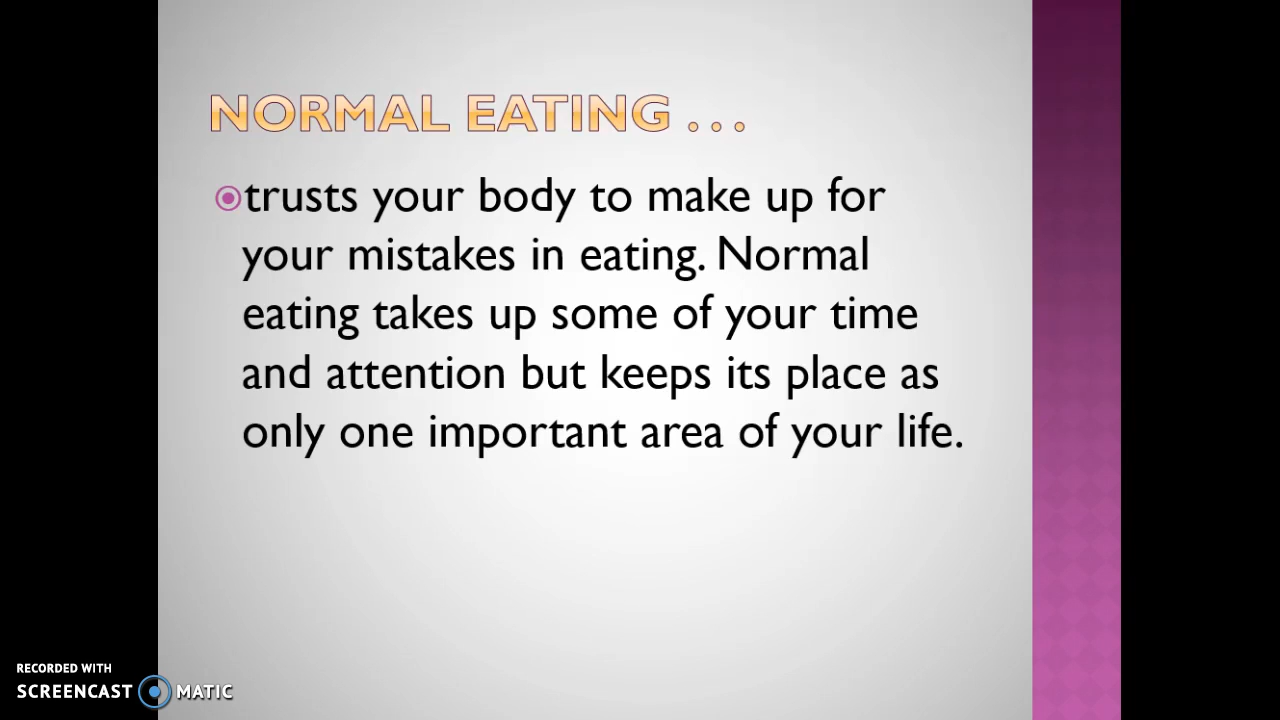 NORMAL EATING . . .
trusts your body to make up for
your mistakes in eating. Normal
eating takes up some of your time
and attention but keeps its place as
only one important area of your life.
RECORDED WITH
SCREENCAST MATIC